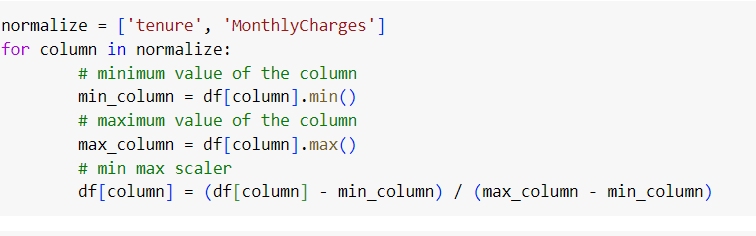 normalize = ['tenure', 'MonthlyCharges']
for column in normalize:
        # minimum value of the column
        min_column = df[column].min()
        # maximum value of the column
        max_column = df[column].max()
        # min max scaler
        df[column] = (df[column] - min_column) / (max_column - min_column)